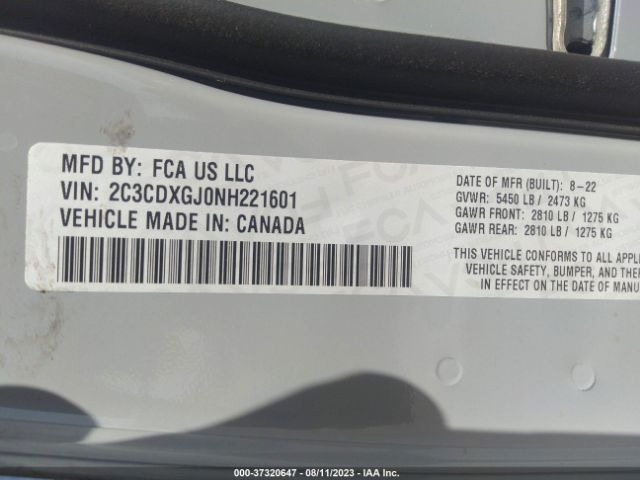 MFD BY: FCA US LLC
VIN: 2C3CDXGJ0NH221601
VEHICLE MADE IN: CANADA
DATE OF MFR (BUILT): 8-22
GVWR: 5450 LB / 2473 KG
GAWR FRONT: 2810 LB / 1275 KG
GAWR REAR: 2810 LB / 1275 KG
THIS VEHICLE CONFORMS TO ALL APPL
VEHICLE SAFETY, BUMPER, AND THE
IN EFFECT ON THE DATE OF MANU
000-37320647 - 08/11/2023 - IAA Inc.